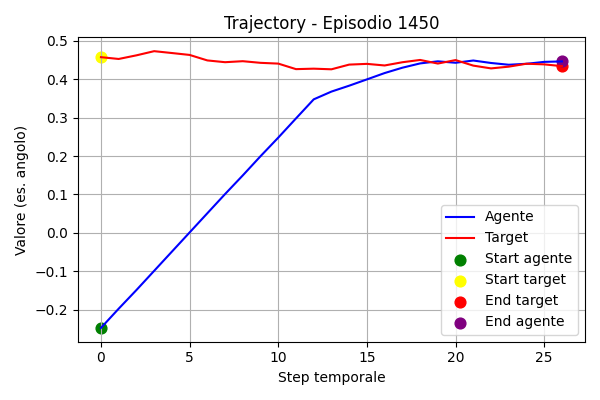 Trajectory - Episodio 1450
Valore (es. angolo)
0.5
0.4
0.3
0.2
0.1
0.0
−0.1
−0.2
0
5
10
15
20
25
Step temporale
Agente
Target
Start agente
Start target
End target
End agente